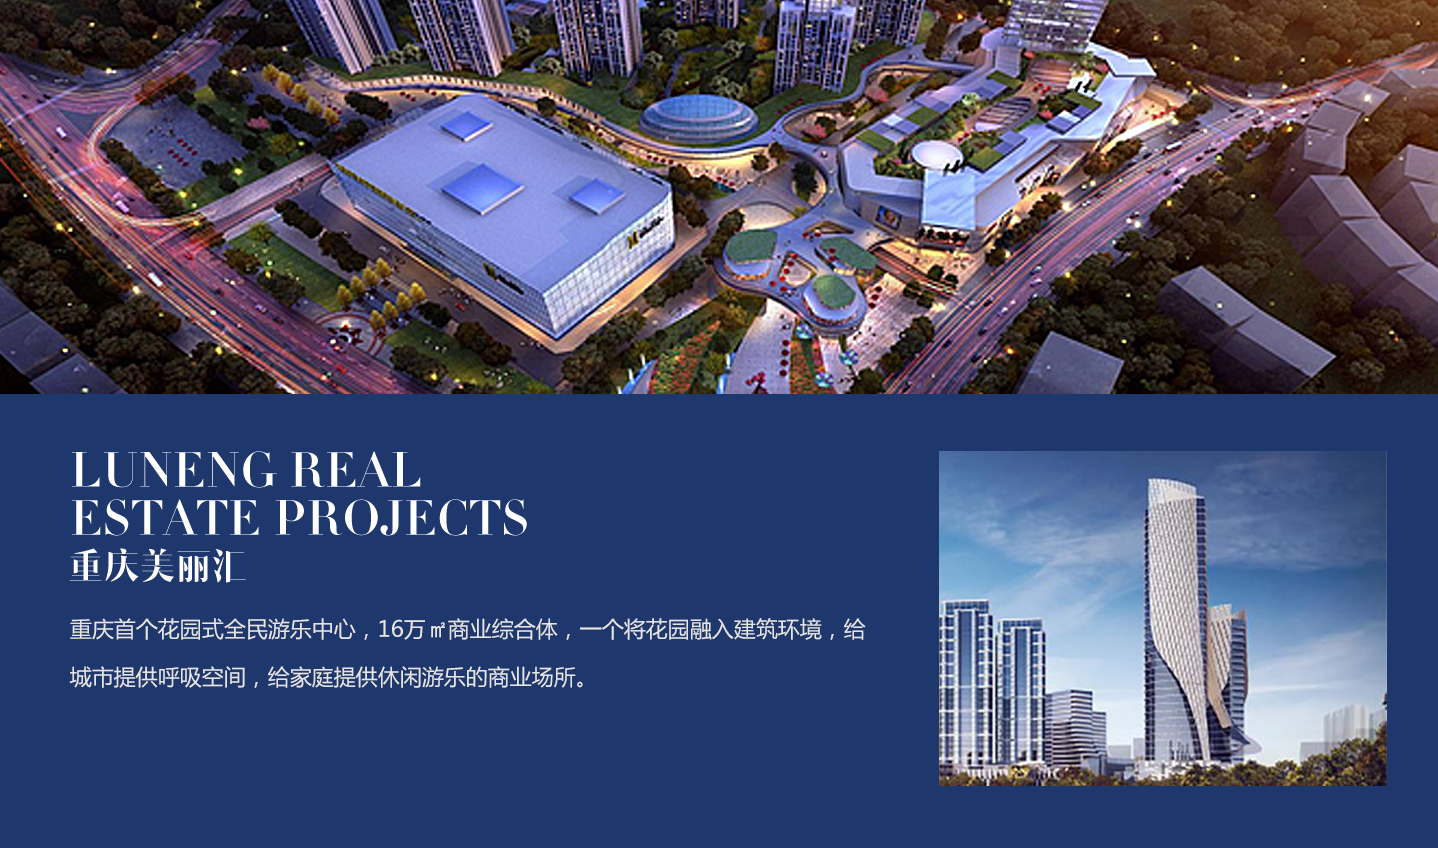 LUNENG REAL
ESTATE PROJECTS
重庆美丽汇
重庆首个花园式全民游乐中心，16万㎡商业综合体，一个将花园融入建筑环境，给
城市提供呼吸空间，给家庭提供休闲游乐的商业场所。